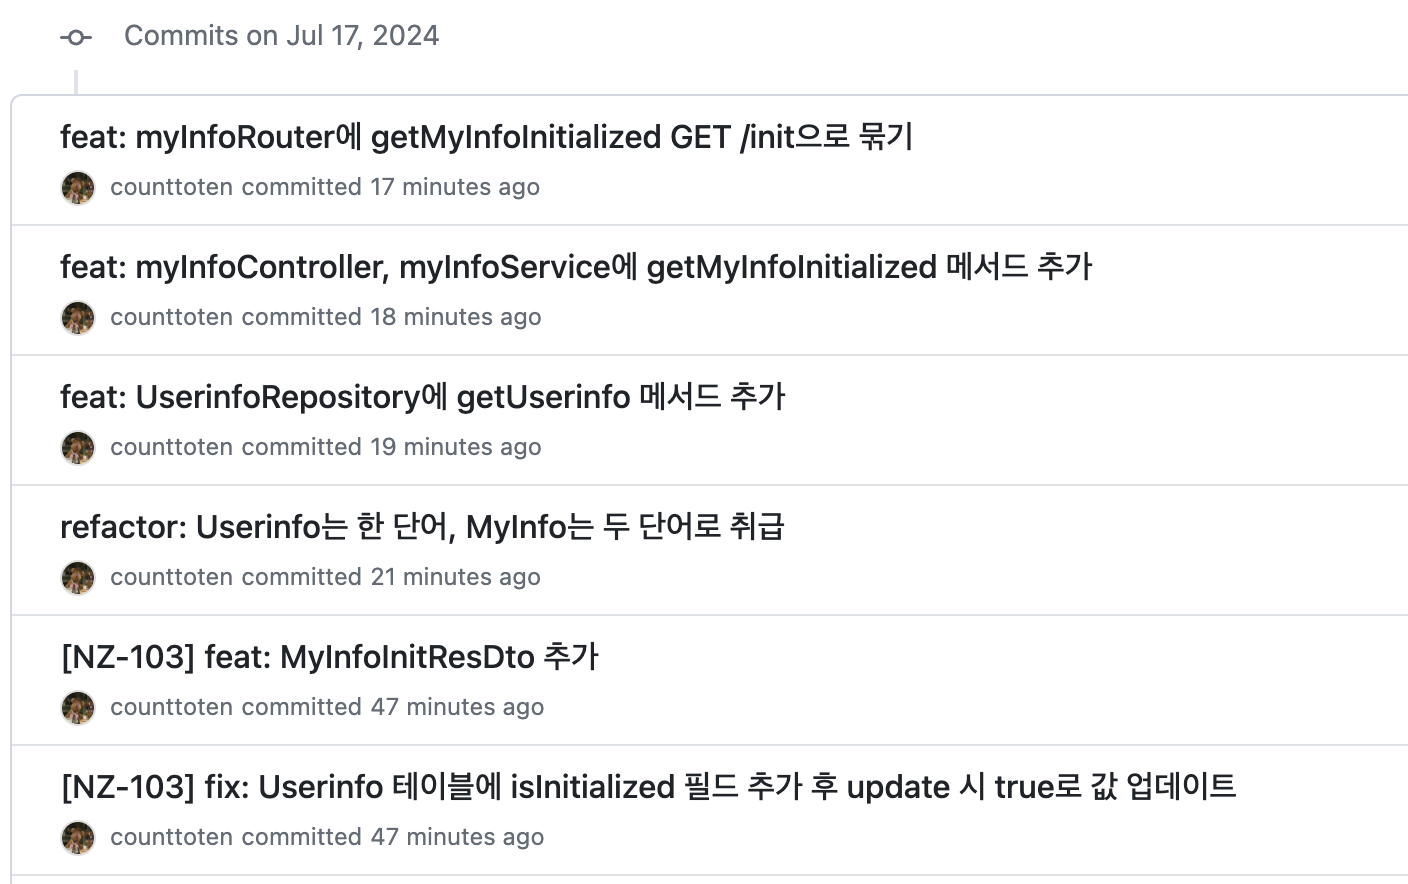 Commits on Jul 17, 2024
feat: myInfoRouter에 getMyInfoInitialized GET /init으로 묶기
counttoten committed 17 minutes ago
feat: myInfoController, myInfoService에 getMyInfoInitialized 메서드 추가
counttoten committed 18 minutes ago
feat: UserinfoRepository에 getUserinfo 메서드 추가
counttoten committed 19 minutes ago
refactor: Userinfo는 한 단어, MyInfo는 두 단어로 취급
counttoten committed 21 minutes ago
[NZ-103] feat: MyInfoInitResDto 추가
counttoten committed 47 minutes ago
[NZ-103] fix: Userinfo 테이블에 isInitialized 필드 추가 후 update 시 true로 값 업데이트
counttoten committed 47 minutes ago